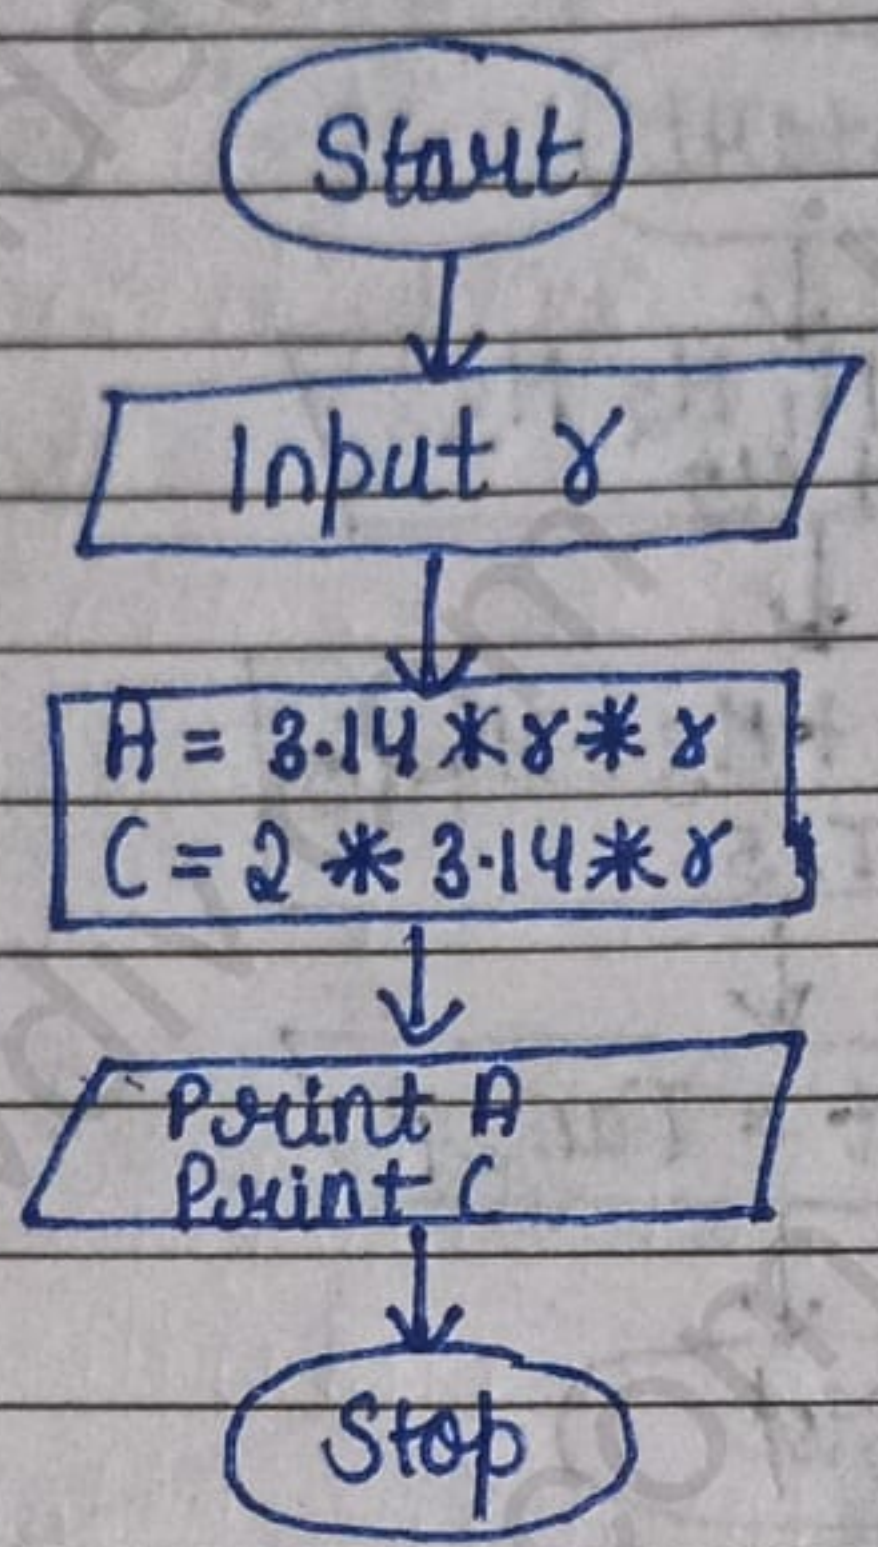 Start
Input r
A = 3.14 * r * r
C = 2 * 3.14 * r
Print A
Print C
Stop